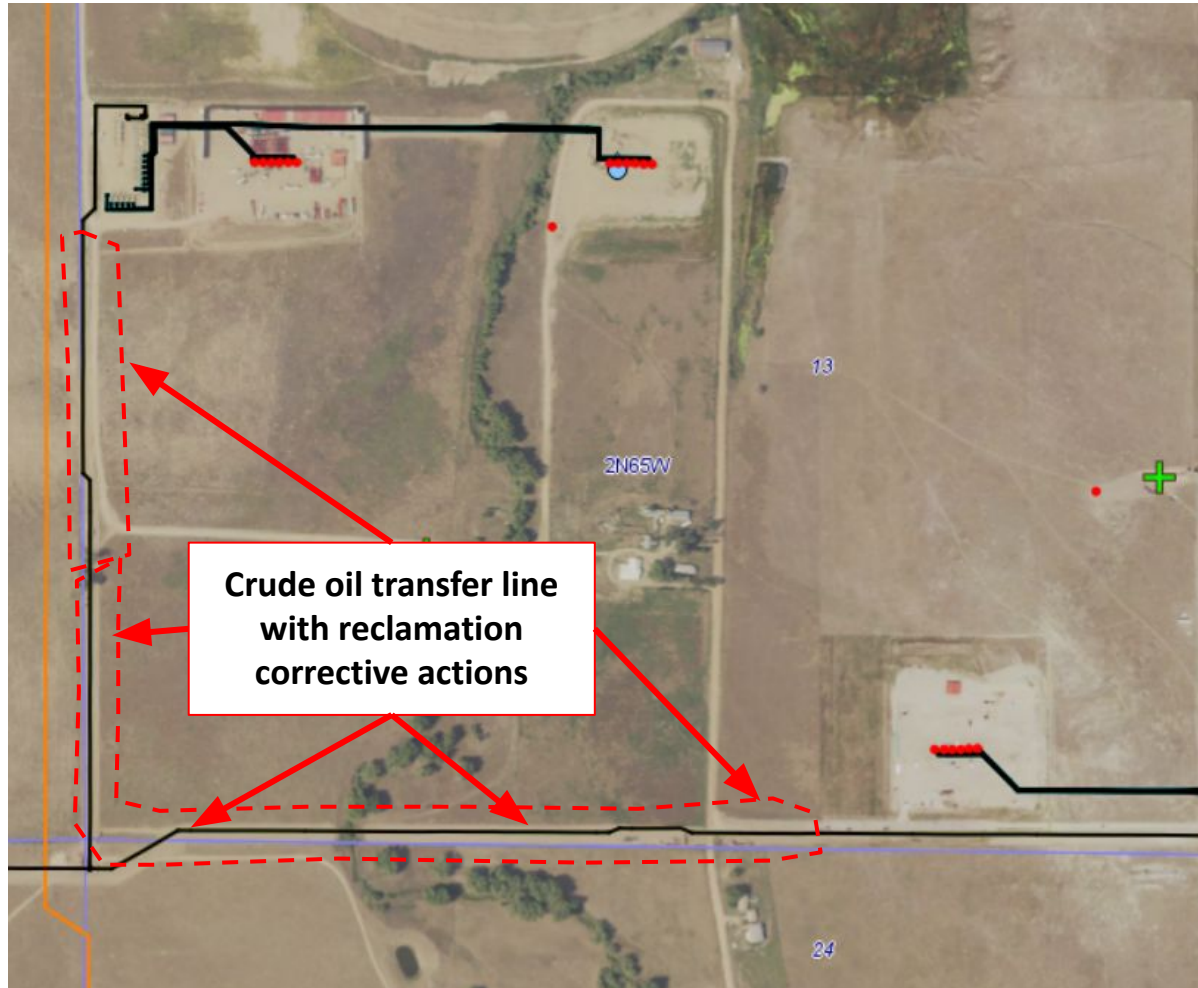 13
2N65W
Crude oil transfer line
with reclamation
corrective actions
24